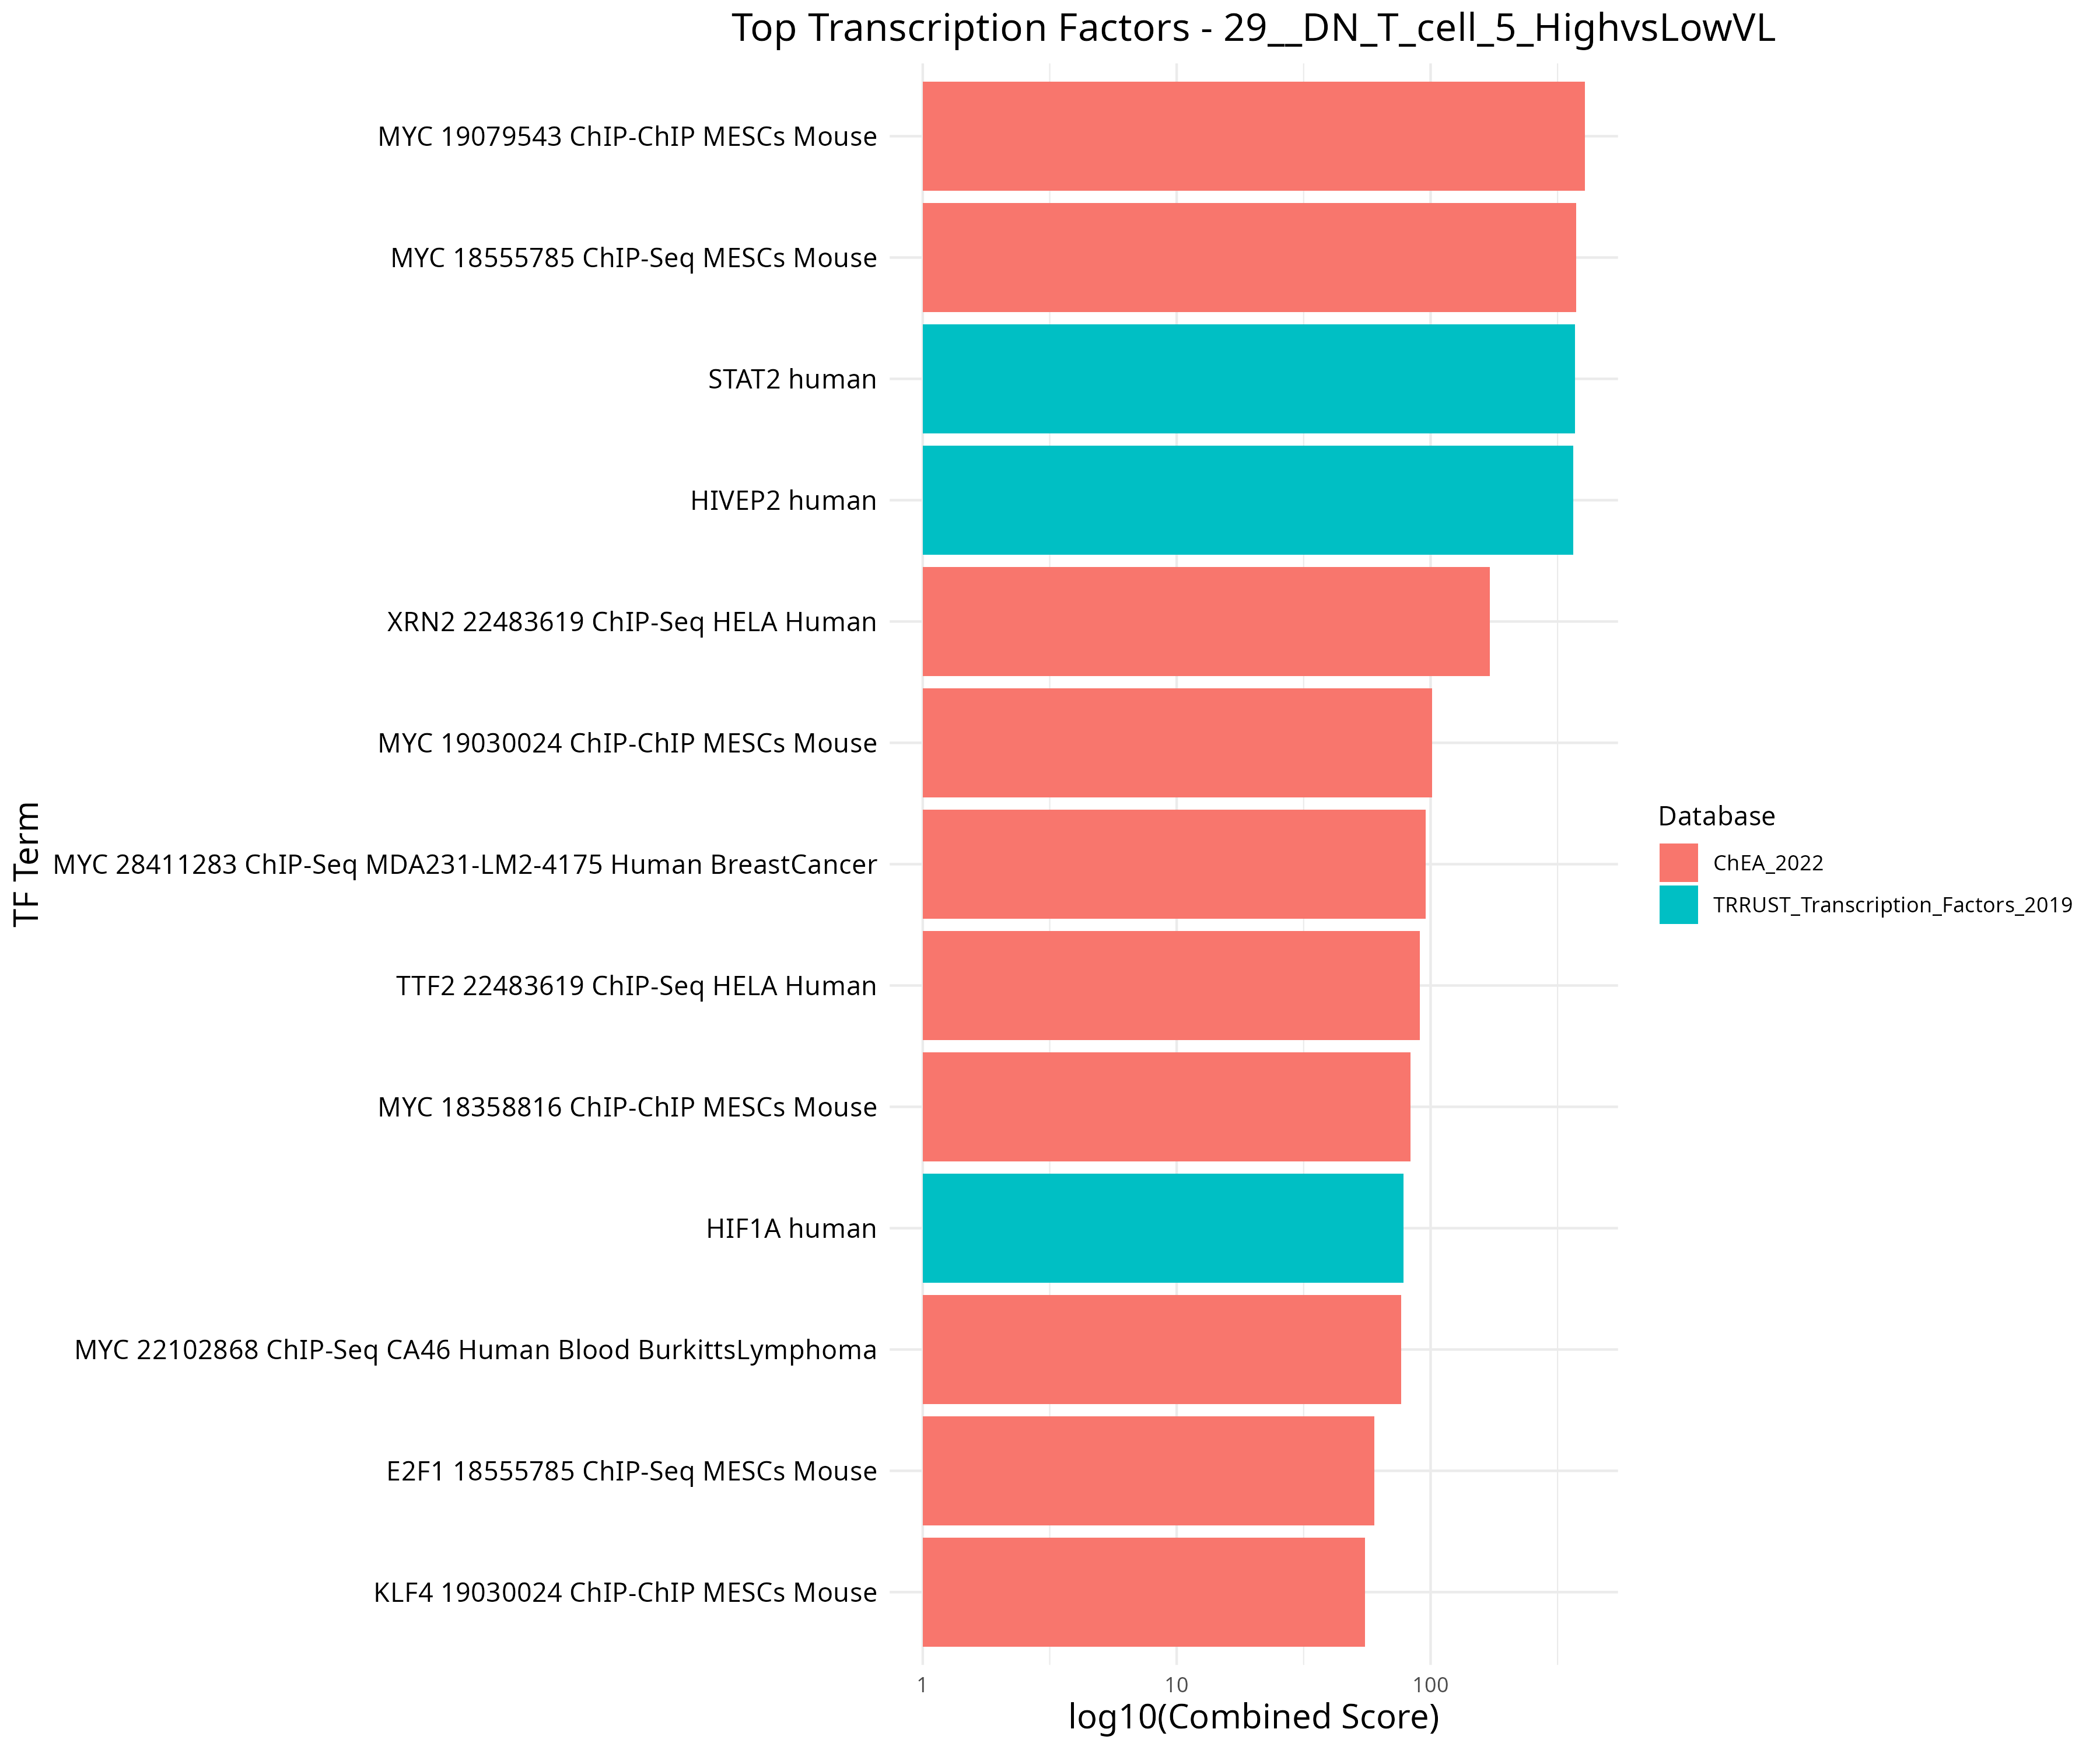 Top Transcription Factors - 29__DN_T_cell_5_HighvsLowVL
TF Term
MYC 19079543 ChIP-ChIP MESCs Mouse
MYC 18555785 ChIP-Seq MESCs Mouse
STAT2 human
HIVEP2 human
XRN2 22483619 ChIP-Seq HELA Human
MYC 19030024 ChIP-ChIP MESCs Mouse
MYC 28411283 ChIP-Seq MDA231-LM2-4175 Human BreastCancer
TTF2 22483619 ChIP-Seq HELA Human
MYC 18358816 ChIP-ChIP MESCs Mouse
HIF1A human
MYC 22102868 ChIP-Seq CA46 Human Blood BurkittsLymphoma
E2F1 18555785 ChIP-Seq MESCs Mouse
KLF4 19030024 ChIP-ChIP MESCs Mouse
1 10 100
log10(Combined Score)
Database
ChEA_2022
TRRUST_Transcription_Factors_2019